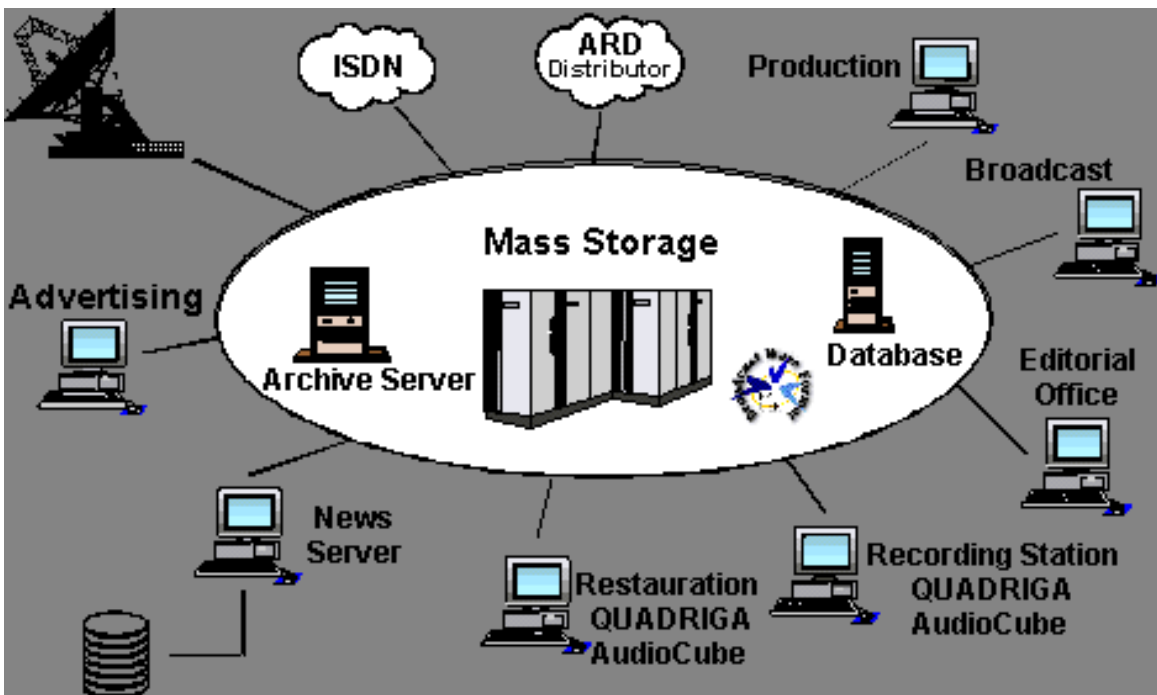 ISDN
ARD
Distributor
Production
Broadcast
Mass Storage
Advertising
Archive Server
Database
Editorial
Office
News
Server
Restauration
QUADRIGA
AudioCube
Recording Station
QUADRIGA
AudioCube